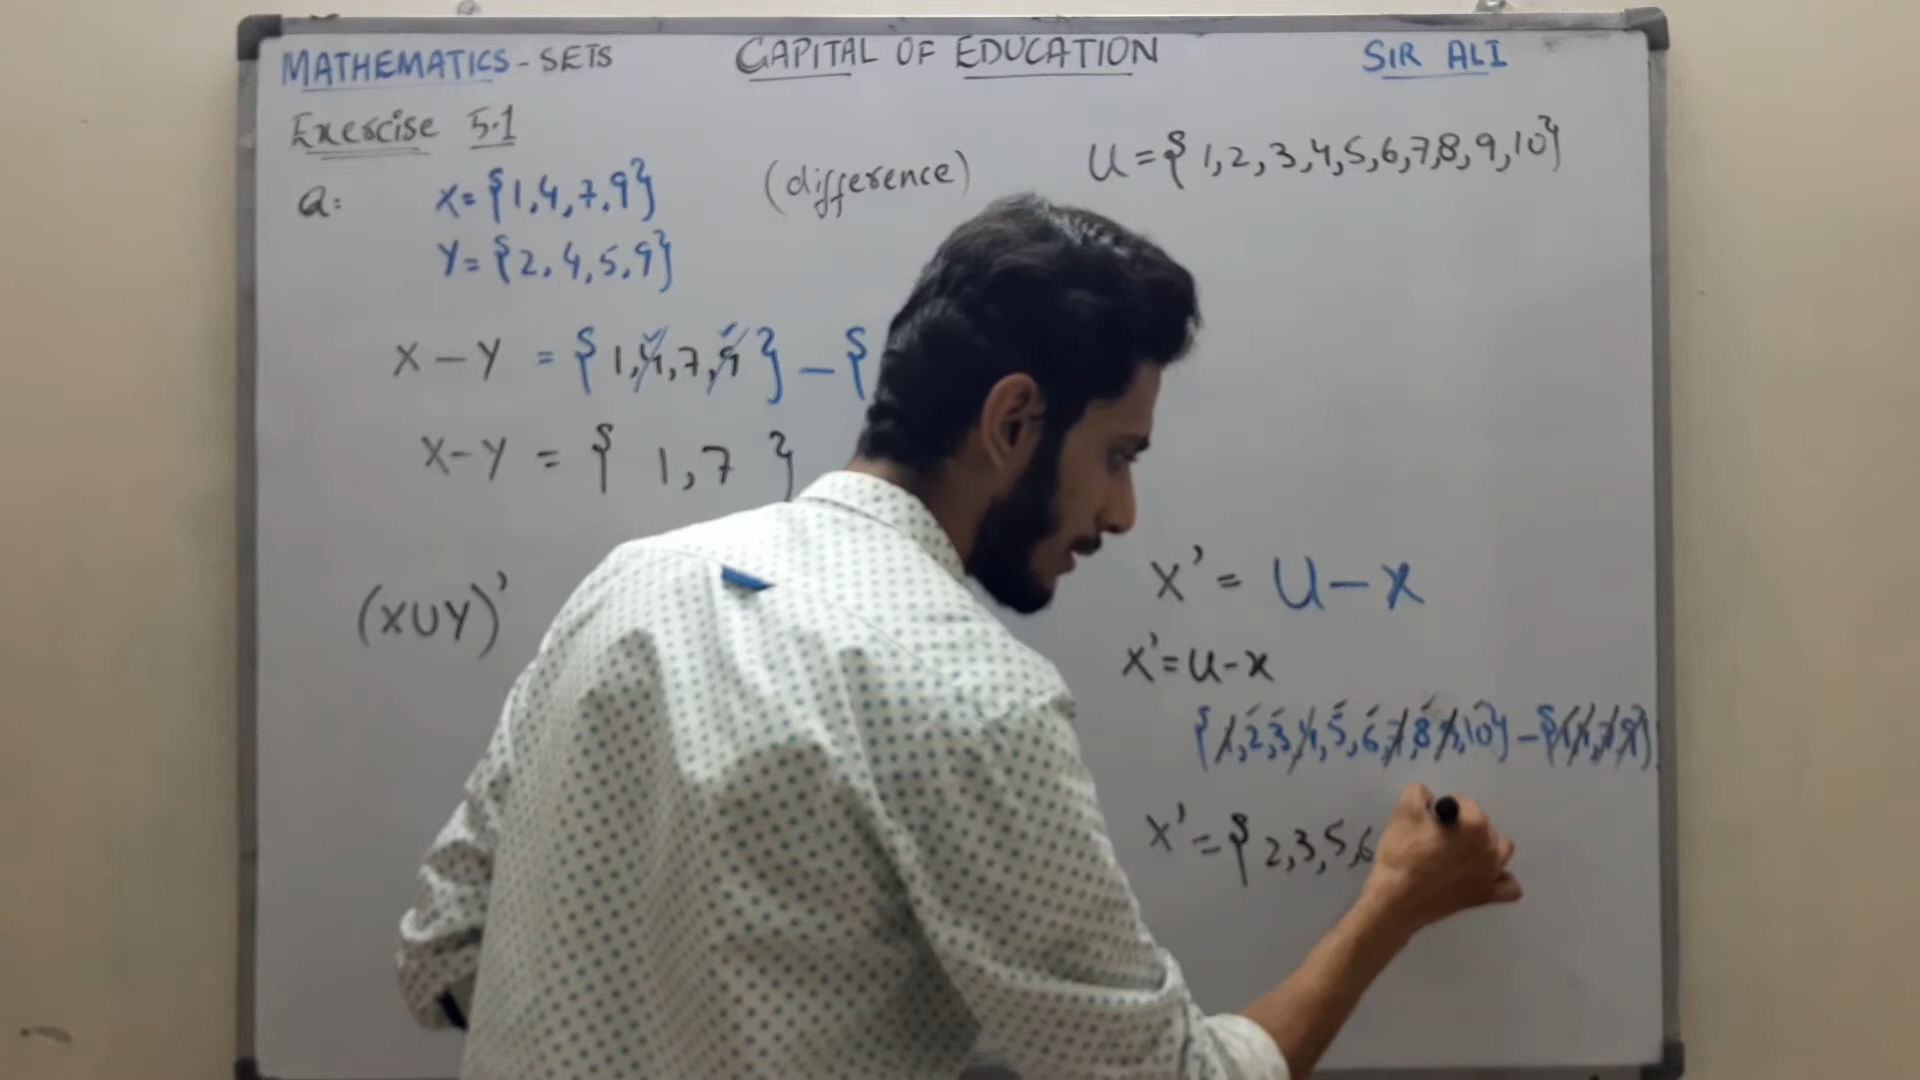 MATHEMATICS - SETS
CAPITAL OF EDUCATION
SIR ALI
Exercise 5.1
Q:
X = {1,4,7,9}
(difference)
U = { 1,2,3,4,5,6,7,8,9,10}
Y = {2,4,5,9}
X - Y = { 1,4,7,9 } - {
X - Y = { 1,7 }
(XUY)'
X' = U - X
X' = U - X
{1,2,3,4,5,6,7,8,9,10} - {1,4,7,9}
X' = { 2,3,5,6